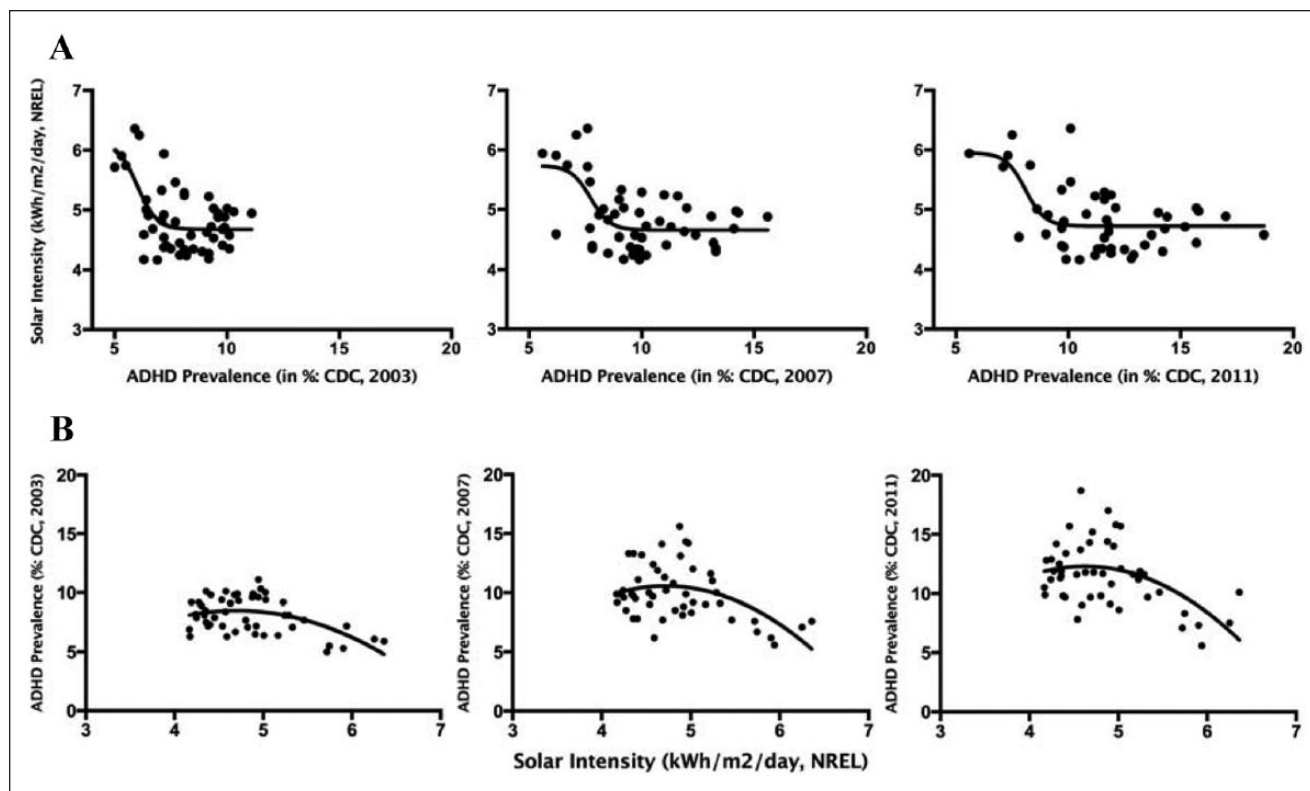 A
Solar Intensity (kWh/m2/day, NREL)
7
6
5
4
3
5 10 15 20
ADHD Prevalence (in %: CDC, 2003)
7
6
5
4
3
5 10 15 20
ADHD Prevalence (in %: CDC, 2007)
7
6
5
4
3
5 10 15 20
ADHD Prevalence (in %: CDC, 2011)
B
ADHD Prevalence (%: CDC, 2003)
20
15
10
5
0
3 4 5 6 7
ADHD Prevalence (%: CDC, 2007)
20
15
10
5
0
3 4 5 6 7
ADHD Prevalence (%: CDC, 2011)
20
15
10
5
0
3 4 5 6 7
Solar Intensity (kWh/m2/day, NREL)